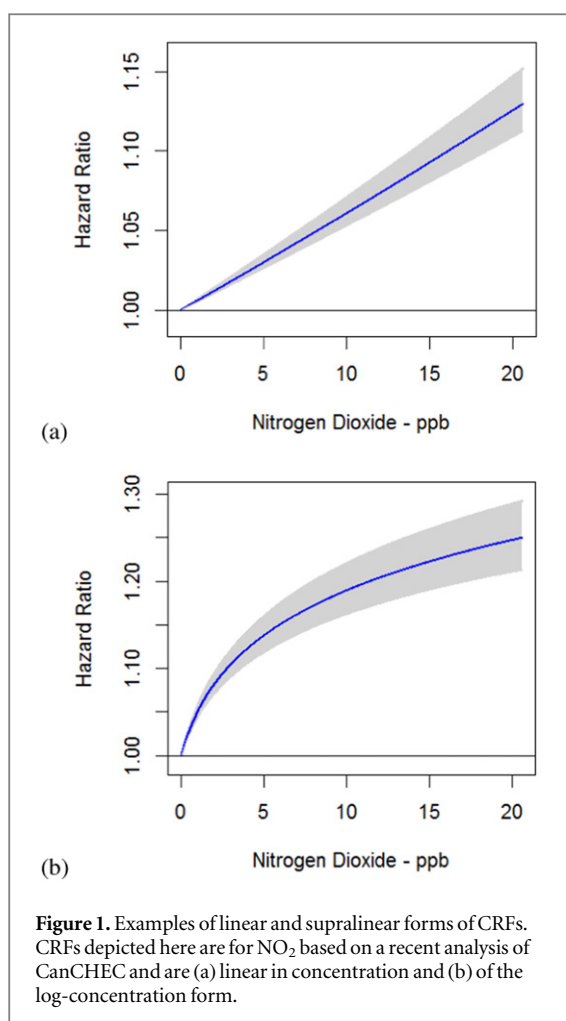 1.15
1.10
1.05
1.00
Hazard Ratio
0 5 10 15 20
Nitrogen Dioxide - ppb
(a)
1.30
1.20
1.10
1.00
Hazard Ratio
0 5 10 15 20
Nitrogen Dioxide - ppb
(b)
Figure 1. Examples of linear and supralinear forms of CRFs.
CRFs depicted here are for NO₂ based on a recent analysis of
CanCHEC and are (a) linear in concentration and (b) of the
log-concentration form.